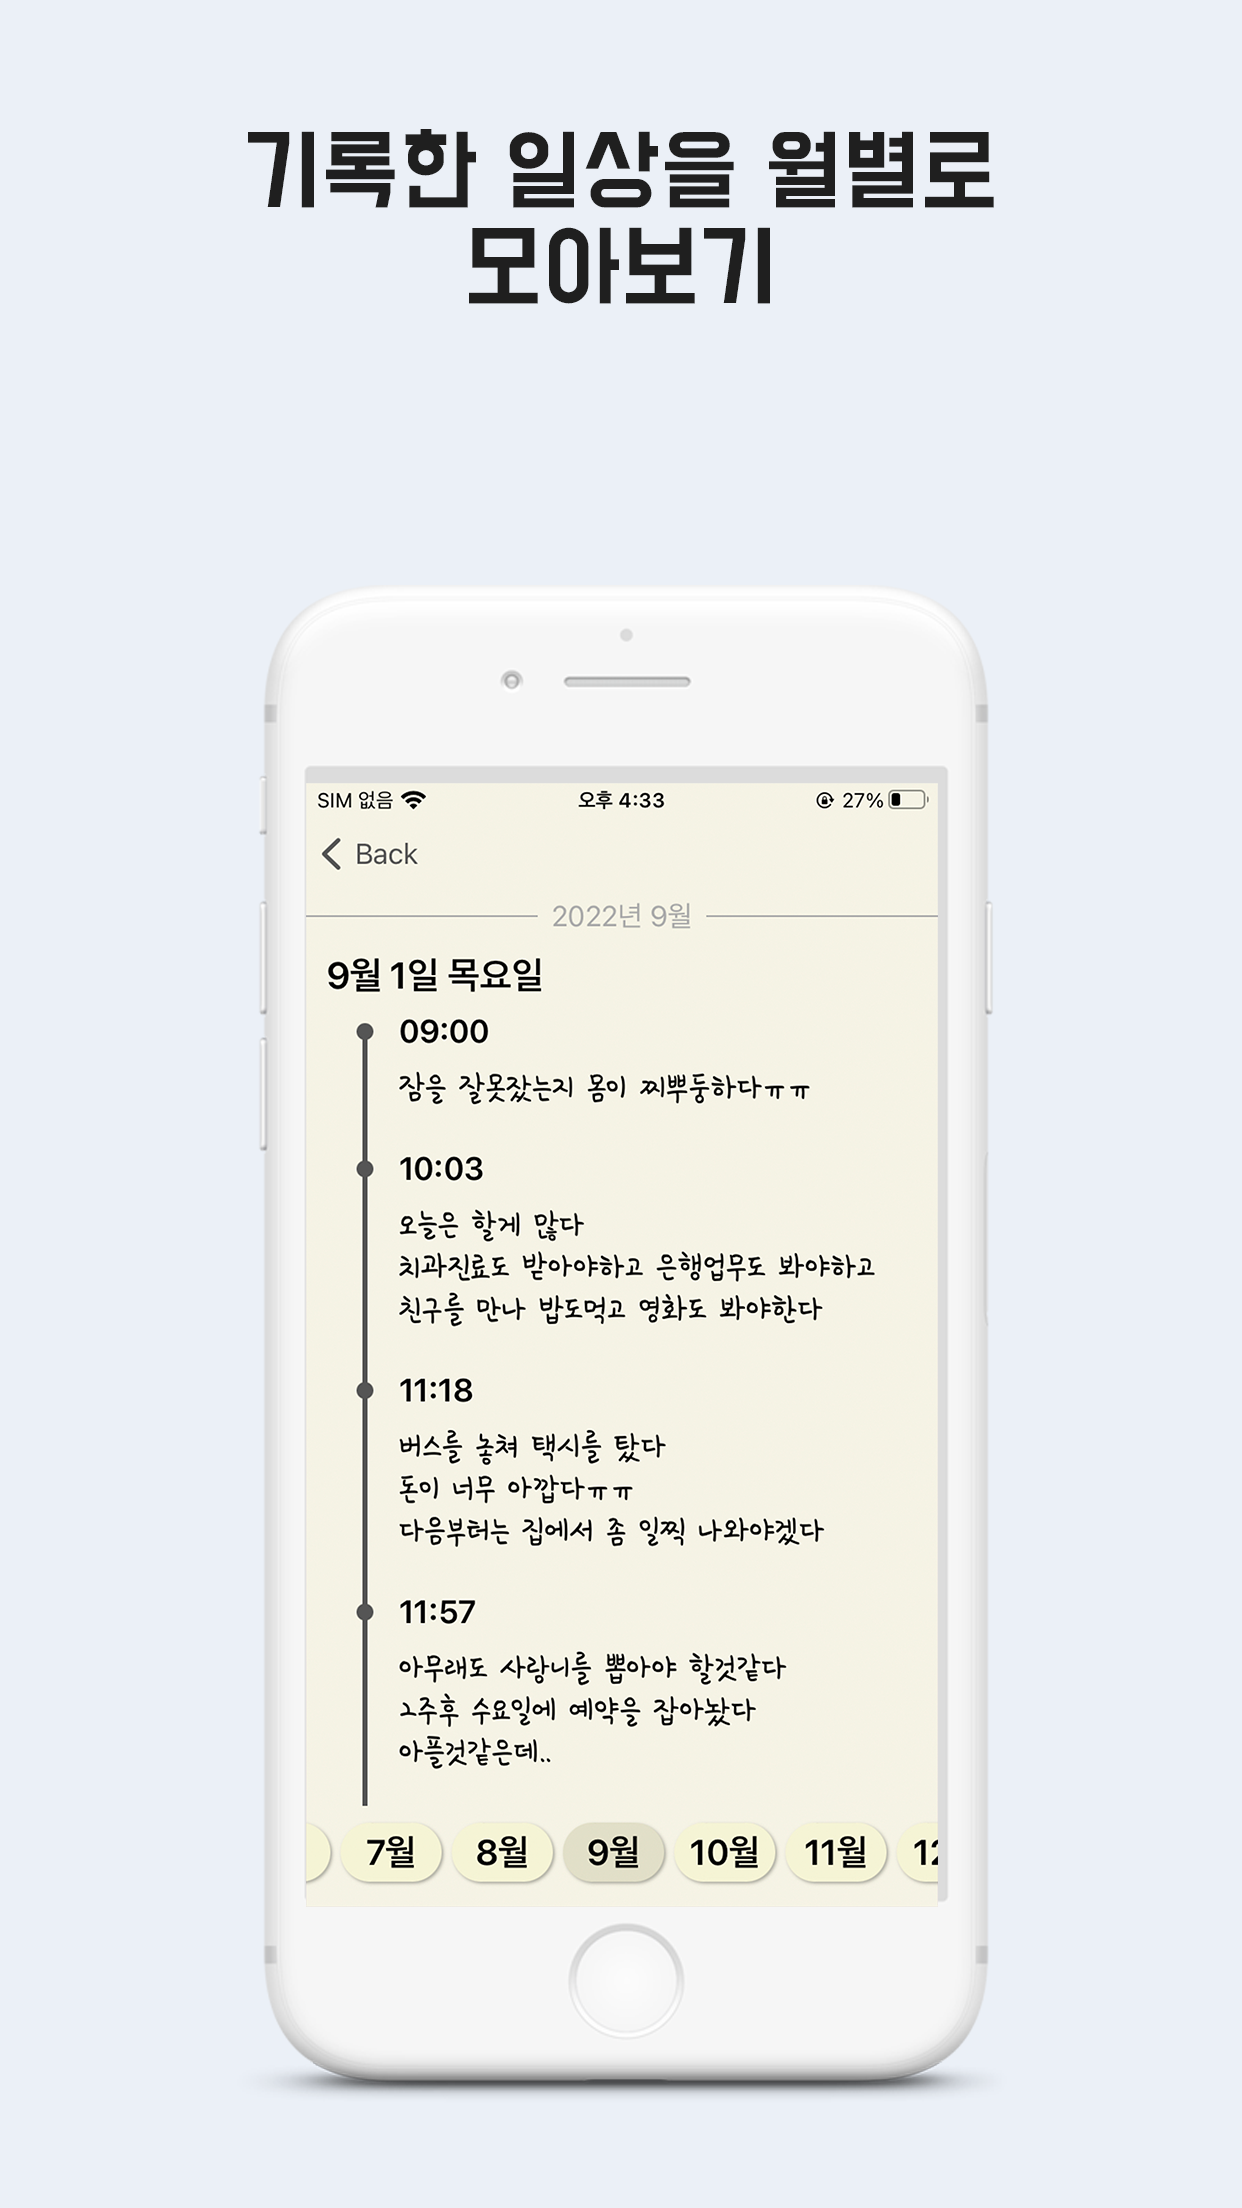 기록한 일상을 월별로
모아보기
SIM 없음 오후 4:33 27%
Back
2022년 9월
9월 1일 목요일
09:00
잠을 잘못잤는지 몸이 찌뿌둥하다ㅠㅠ
10:03
오늘은 할게 많다
치과진료도 받아야하고 은행업무도 봐야하고
친구를 만나 밥도먹고 영화도 봐야한다
11:18
버스를 놓쳐 택시를 탔다
돈이 너무 아깝다ㅠㅠ
다음부터는 집에서 좀 일찍 나와야겠다
11:57
아무래도 사랑니를 뽑아야 할것같다
2주후 수요일에 예약을 잡아놨다
아플것같은데..
7월 8월 9월 10월 11월 12